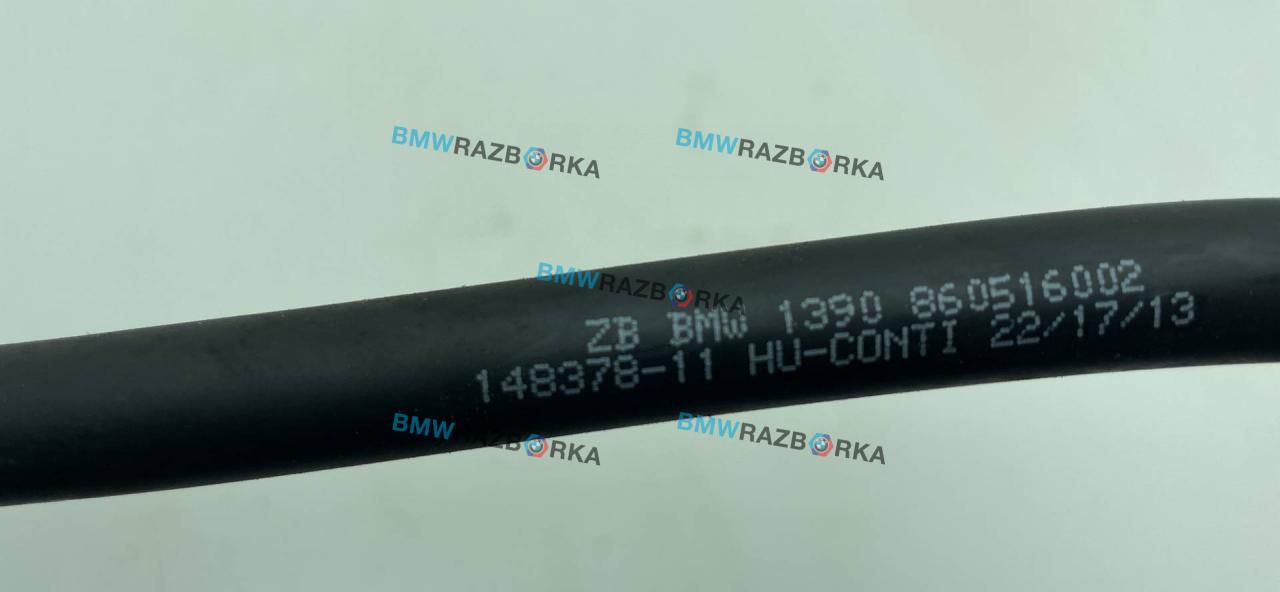 BMWRAZBORKA
BMWRAZBORKA
BMWRAZBORKA
ZB BMW 1390 860516002
148378-11 HU-CONTI 22/17/13
BMWRAZBORKA
BMWRAZBORKA